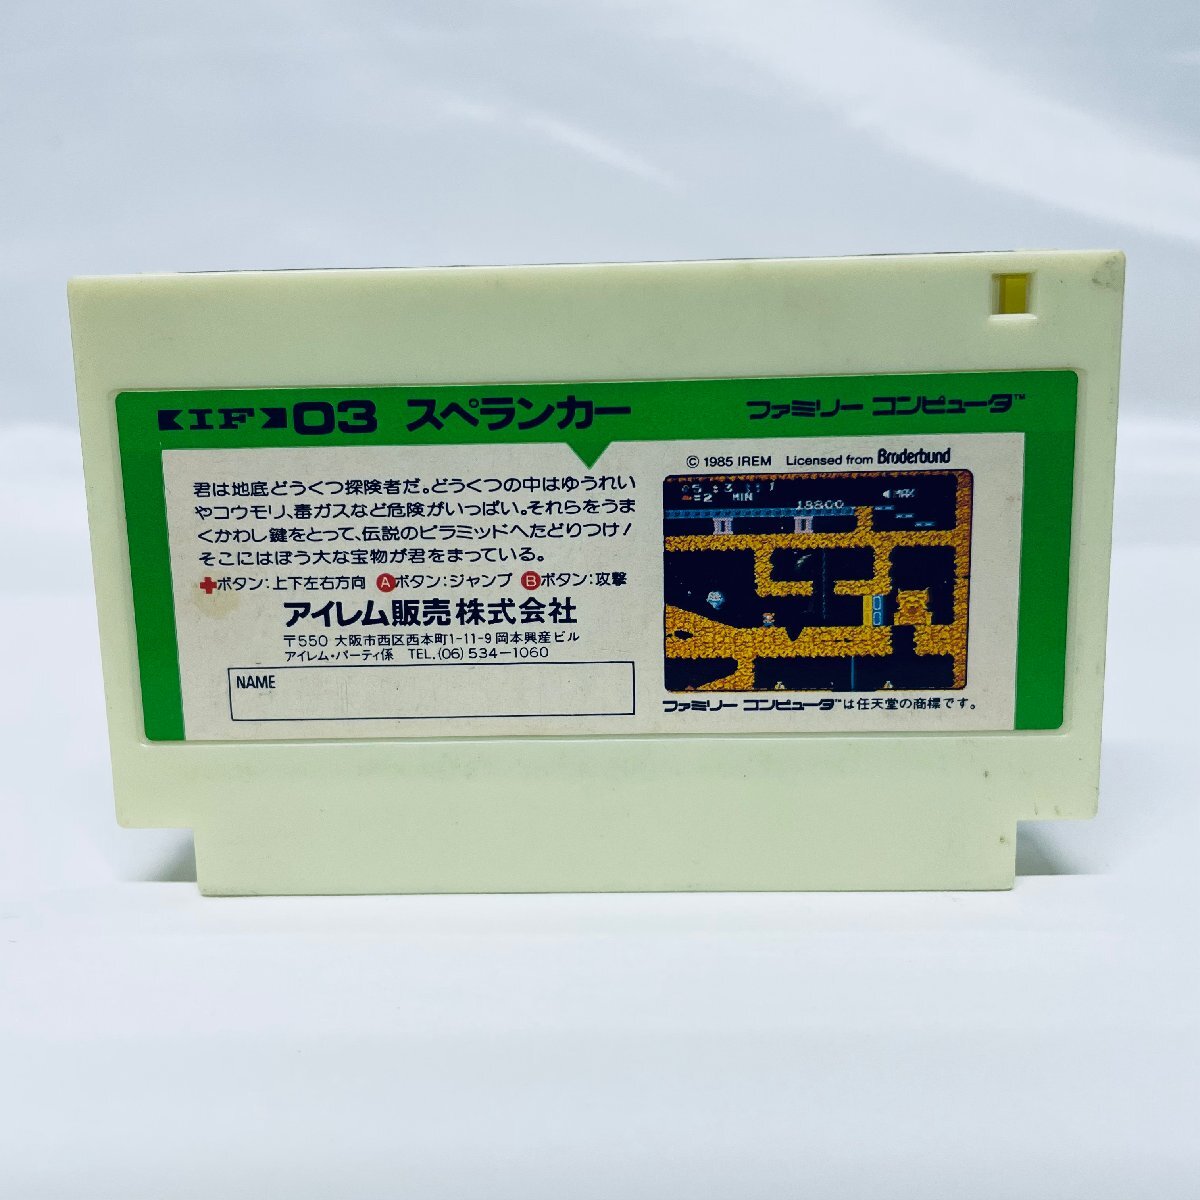 IF 03 スペランカー
ファミリー コンピュータ™
君は地底どうくつ探険者だ。どうくつの中はゆうれい
やコウモリ、毒ガスなど危険がいっぱい。それらをうま
くかわし鍵をとって、伝説のピラミッドへたどりつけ!
そこにはぼう大な宝物が君をまっている。
ボタン:上下左右方向 Aボタン:ジャンプ Bボタン:攻撃
アイレム販売株式会社
〒550 大阪市西区西本町1-11-9 岡本興産ビル
アイレム・パーティ係 TEL.(06)534-1060
NAME
© 1985 IREM Licensed from Brøderbund
2 MIN
18800
MAX
ファミリー コンピュータ™は任天堂の商標です。